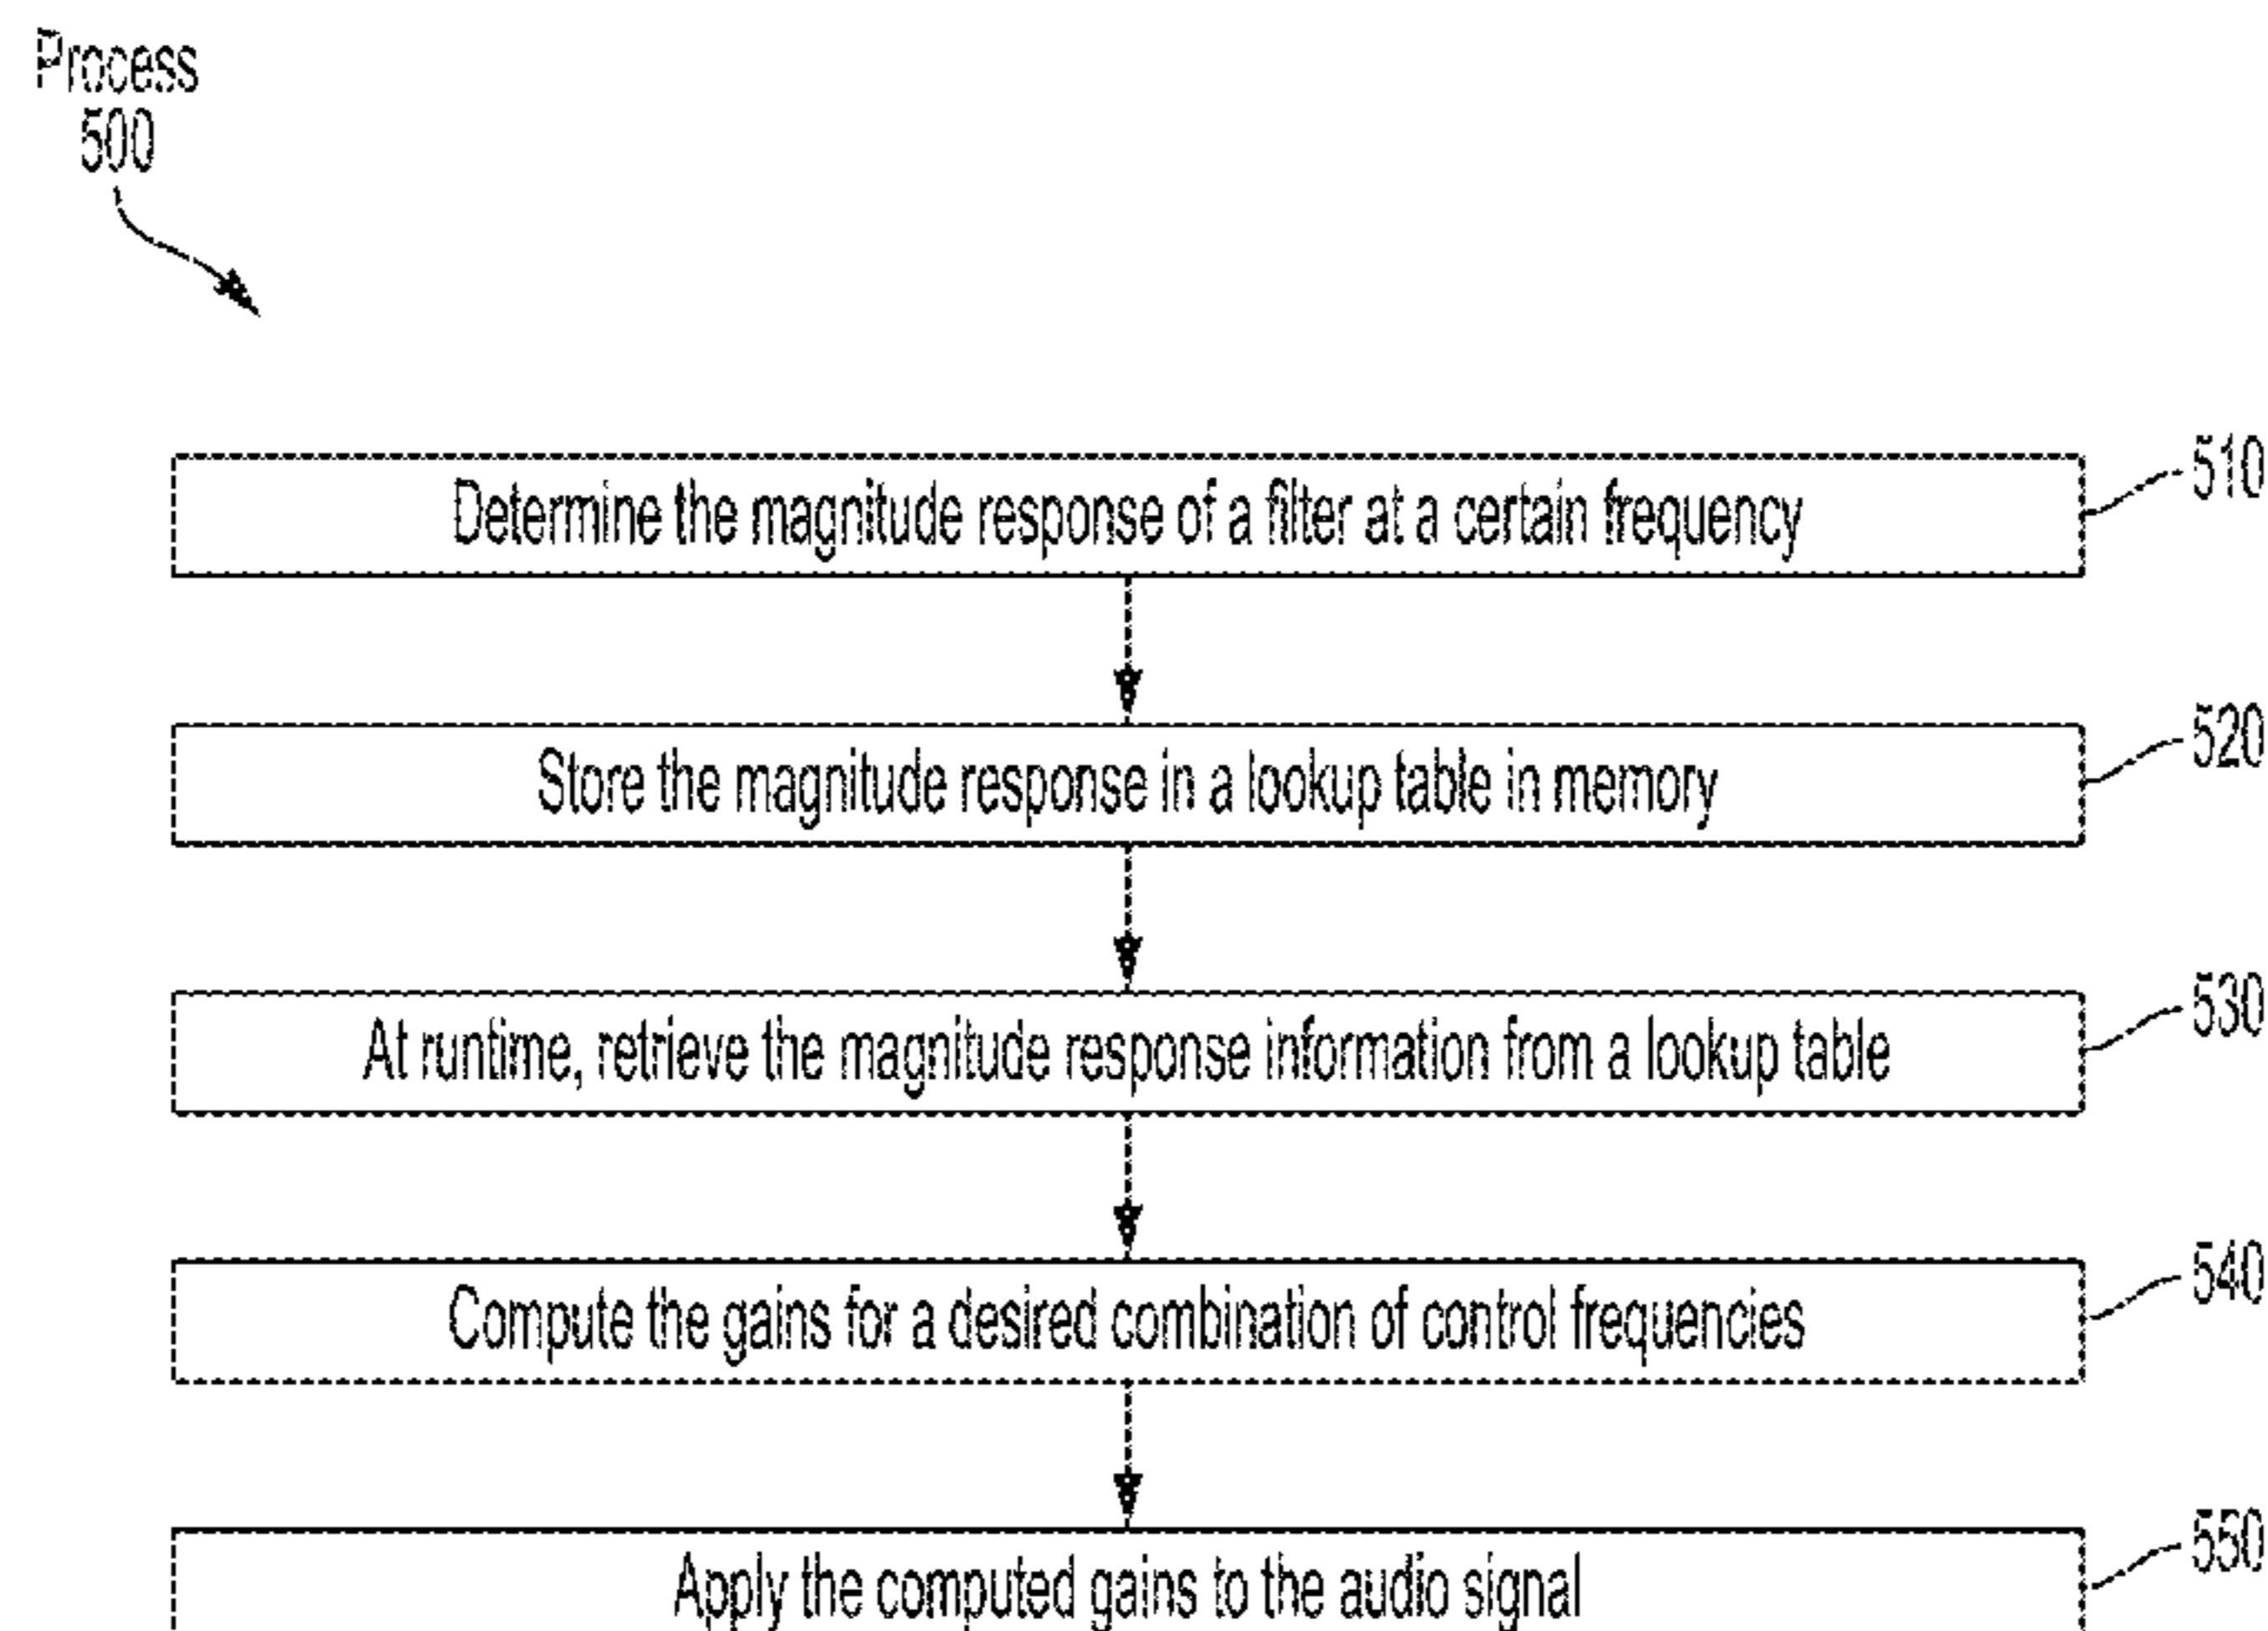 Process
500
Determine the magnitude response of a filter at a certain frequency
510
Store the magnitude response in a lookup table in memory
520
At runtime, retrieve the magnitude response information from a lookup table
530
Compute the gains for a desired combination of control frequencies
540
Apply the computed gains to the audio signal
550